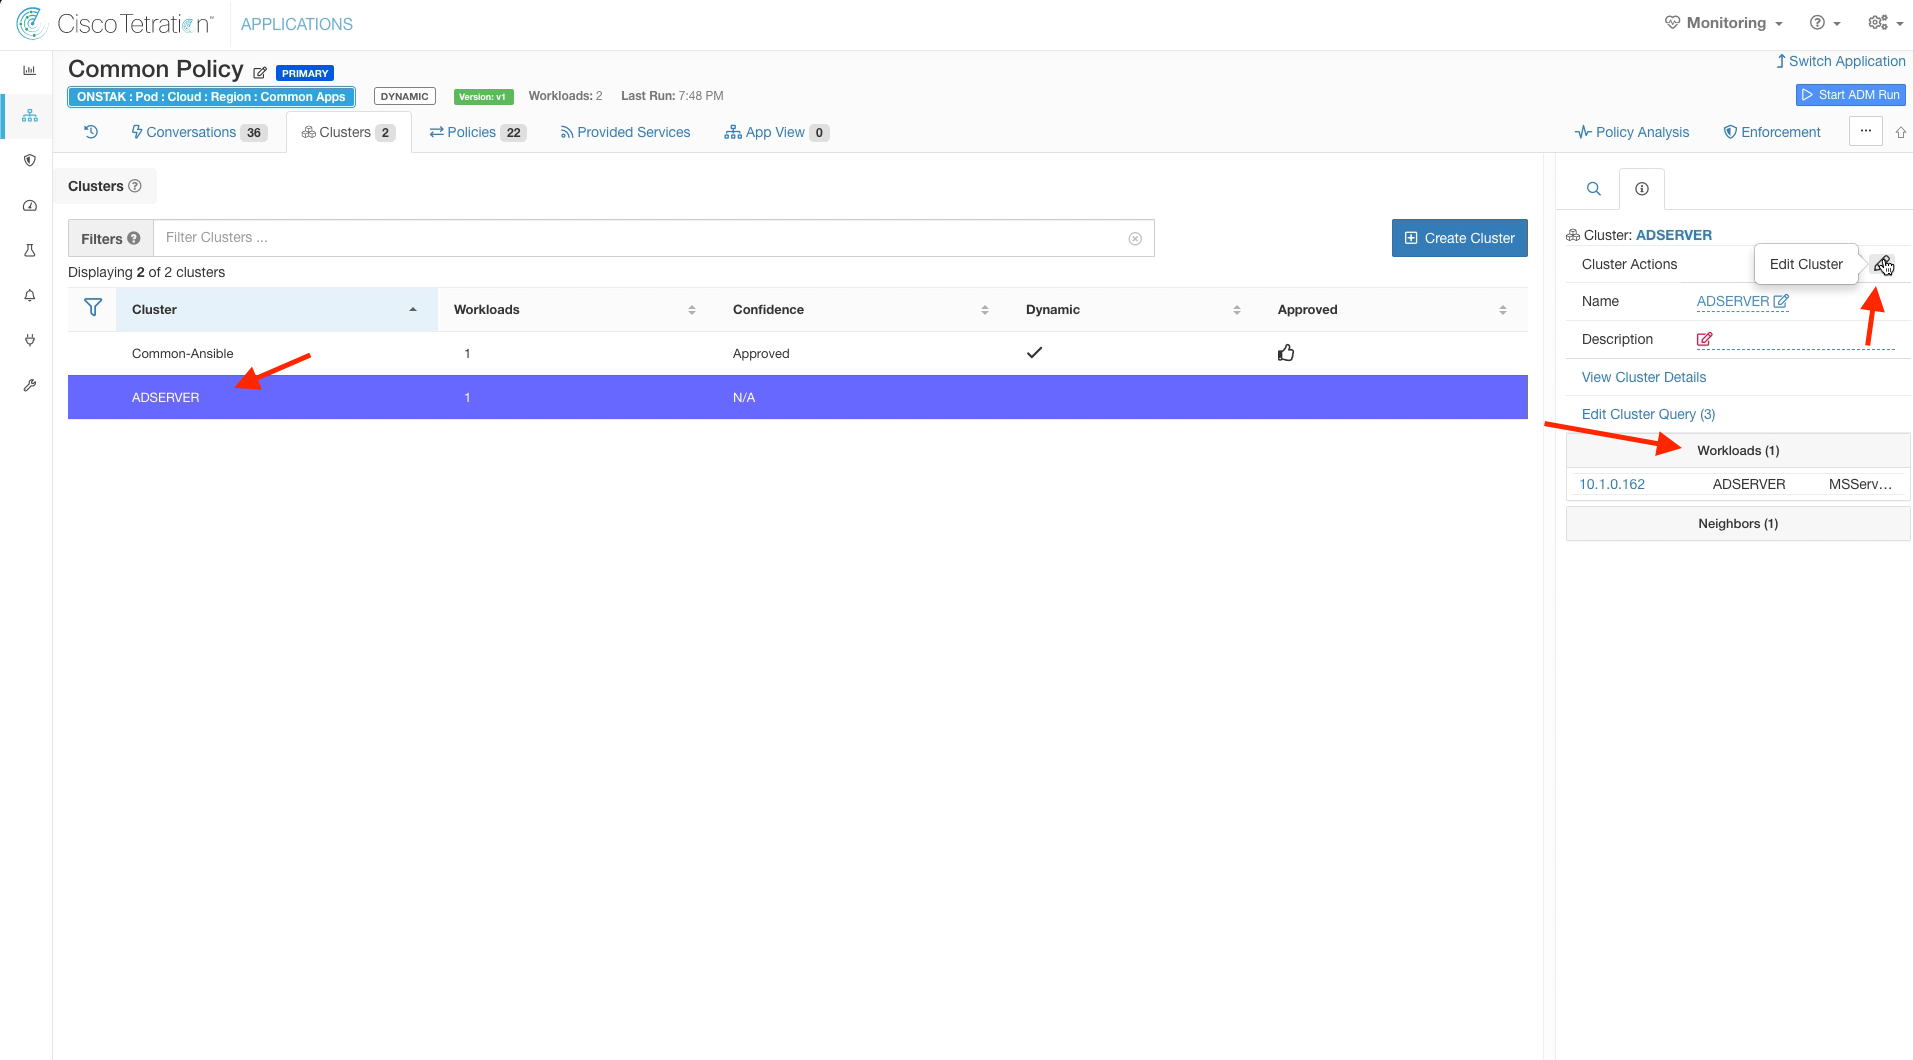 Cisco Tetration™ APPLICATIONS Monitoring
Common Policy PRIMARY Switch Application
ONSTAK : Pod : Cloud : Region : Common Apps DYNAMIC Version: v1 Workloads: 2 Last Run: 7:48 PM Start ADM Run
Conversations 36 Clusters 2 Policies 22 Provided Services App View 0 Policy Analysis Enforcement ...
Clusters
Filters Filter Clusters ... Create Cluster
Displaying 2 of 2 clusters
Cluster Workloads Confidence Dynamic Approved
Common-Ansible 1 Approved
ADSERVER 1 N/A
Cluster: ADSERVER
Cluster Actions Edit Cluster
Name ADSERVER
Description
View Cluster Details
Edit Cluster Query (3)
Workloads (1)
10.1.0.162 ADSERVER MSServ...
Neighbors (1)